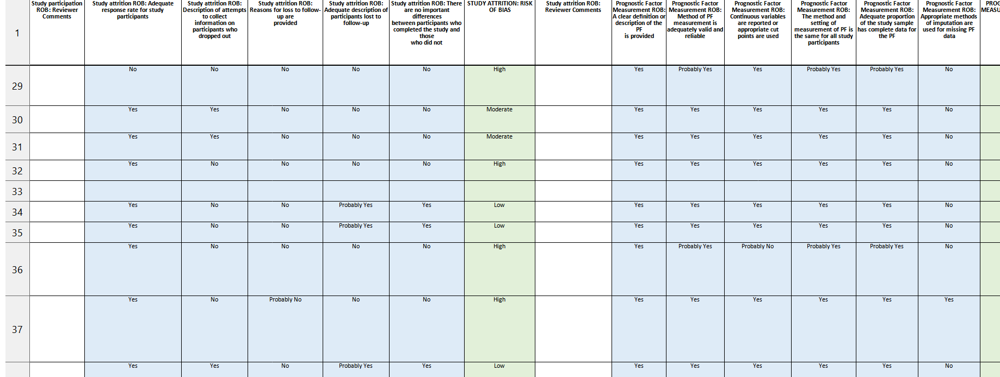 1
Study participation
ROB: Reviewer
Comments
Study attrition ROB: Adequate
response rate for study
participants
Study attrition ROB:
Description of attempts
to collect
information on
participants who
dropped out
Study attrition ROB:
Reasons for loss to follow-
up are
provided
Study attrition ROB:
Adequate description of
participants lost to
follow-up
Study attrition ROB: There
are no important
differences
between participants who
completed the study and
those
who did not
STUDY ATTRITION: RISK
OF BIAS
Study attrition ROB:
Reviewer Comments
Prognostic Factor
Measurement ROB:
A clear definition or
description of the
PF
is provided
Prognostic Factor
Measurement ROB:
Method of PF
measurement is
adequately valid and
reliable
Prognostic Factor
Measurement ROB:
Continuous variables
are reported or
appropriate cut
points are used
Prognostic Factor
Measurement ROB:
The method and
setting of
measurement of PF is
the same for all study
participants
Prognostic Factor
Measurement ROB:
Adequate proportion
of the study sample
has complete data for
the PF
Prognostic Factor
Measurement ROB:
Appropriate methods
of imputation are
used for missing PF
data
PROG
MEASU
29 No No No No No High Yes Probably Yes Yes Probably Yes Probably Yes No
30 Yes Yes No No No Moderate Yes Yes Yes Yes Yes No
31 Yes Yes No No No Moderate Yes Yes Yes Yes Yes No
32 Yes No No No No High Yes Yes Yes Yes Yes No
33
34 Yes No No Probably Yes Yes Low Yes Yes Yes Yes Yes No
35 Yes No No Probably Yes Yes Low Yes Yes Yes Yes Yes No
36 Yes No No No No High Yes Probably Yes Probably No Probably Yes Probably Yes No
37 Yes No Probably No No No High Yes Yes Yes Yes Yes Yes
Yes Yes No Probably Yes Yes Low Yes Yes Yes Yes Yes No